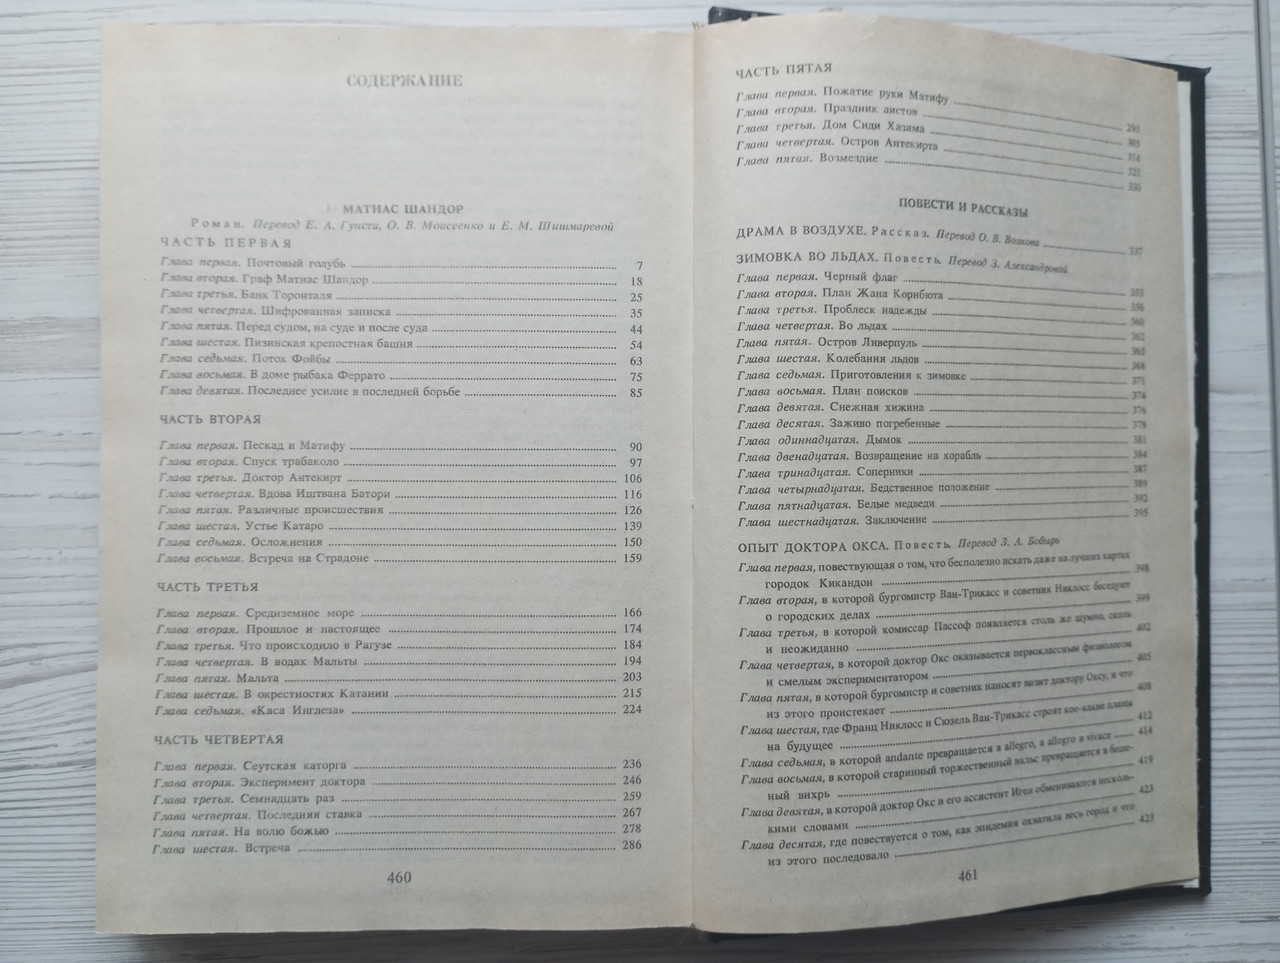 СОДЕРЖАНИЕ
МАТИАС ШАНДОР
Роман. Перевод Е. А. Гунста, О. В. Моисеенко и Е. М. Шишмаревой
ЧАСТЬ ПЕРВАЯ
Глава первая. Почтовый голубь 7
Глава вторая. Граф Матиас Шандор 18
Глава третья. Банк Торонталя 25
Глава четвертая. Шифрованная записка 35
Глава пятая. Перед судом, на суде и после суда 44
Глава шестая. Пизинская крепостная башня 54
Глава седьмая. Поток Фойбы 63
Глава восьмая. В доме рыбака Феррато 75
Глава девятая. Последнее усилие в последней борьбе 85
ЧАСТЬ ВТОРАЯ
Глава первая. Пескад и Матифу 90
Глава вторая. Спуск трабаколо 97
Глава третья. Доктор Антекирт 106
Глава четвертая. Вдова Иштвана Батори 116
Глава пятая. Различные происшествия 126
Глава шестая. Устье Катаро 139
Глава седьмая. Осложнения 150
Глава восьмая. Встреча на Страдоне 159
ЧАСТЬ ТРЕТЬЯ
Глава первая. Средиземное море 166
Глава вторая. Прошлое и настоящее 174
Глава третья. Что происходило в Рагузе 184
Глава четвертая. В водах Мальты 194
Глава пятая. Мальта 203
Глава шестая. В окрестностях Катании 215
Глава седьмая. «Каса Инглеза» 224
ЧАСТЬ ЧЕТВЕРТАЯ
Глава первая. Сеутская каторга 236
Глава вторая. Эксперимент доктора 246
Глава третья. Семнадцать раз 259
Глава четвертая. Последняя ставка 267
Глава пятая. На волю божью 278
Глава шестая. Встреча 286
460
ЧАСТЬ ПЯТАЯ
Глава первая. Пожатие руки Матифу 295
Глава вторая. Праздник аистов 305
Глава третья. Дом Сиди Хазама 314
Глава четвертая. Остров Антекирта 321
Глава пятая. Возмездие 330
ПОВЕСТИ И РАССКАЗЫ
ДРАМА В ВОЗДУХЕ. Рассказ. Перевод О. В. Волкова 337
ЗИМОВКА ВО ЛЬДАХ. Повесть. Перевод З. Александровой
Глава первая. Черный флаг 353
Глава вторая. План Жана Корнбюта 356
Глава третья. Проблеск надежды 360
Глава четвертая. Во льдах 362
Глава пятая. Остров Ливерпуль 365
Глава шестая. Колебания льдов 368
Глава седьмая. Приготовления к зимовке 371
Глава восьмая. План поисков 374
Глава девятая. Снежная хижина 376
Глава десятая. Заживо погребенные 378
Глава одиннадцатая. Дымок 381
Глава двенадцатая. Возвращение на корабль 384
Глава тринадцатая. Соперники 387
Глава четырнадцатая. Бедственное положение 389
Глава пятнадцатая. Белые медведи 392
Глава шестнадцатая. Заключение 395
ОПЫТ ДОКТОРА ОКСА. Повесть. Перевод З. А. Бобырь
Глава первая, повествующая о том, что бесполезно искать даже на лучших картах
городок Кикандон 398
Глава вторая, в которой бургомистр Ван-Трикасс и советник Никлосс беседуют
о городских делах 399
Глава третья, в которой комиссар Пассоф появляется столь же шумно, сколь
и неожиданно 402
Глава четвертая, в которой доктор Окс оказывается первоклассным физиологом
и смелым экспериментатором 405
Глава пятая, в которой бургомистр и советник наносят визит доктору Оксу, и что
из этого проистекает 408
Глава шестая, где Франц Никлосс и Сюзель Ван-Трикасс строят кое-какие планы
на будущее 412
Глава седьмая, в которой andante превращается в allegro, а allegro в vivace 414
Глава восьмая, в которой старинный торжественный вальс превращается в беше-
ный вихрь 419
Глава девятая, в которой доктор Окс и его ассистент Иген обмениваются несколь-
кими словами 423
Глава десятая, где повествуется о том, как эпидемия охватила весь город и что
из этого последовало 423
461